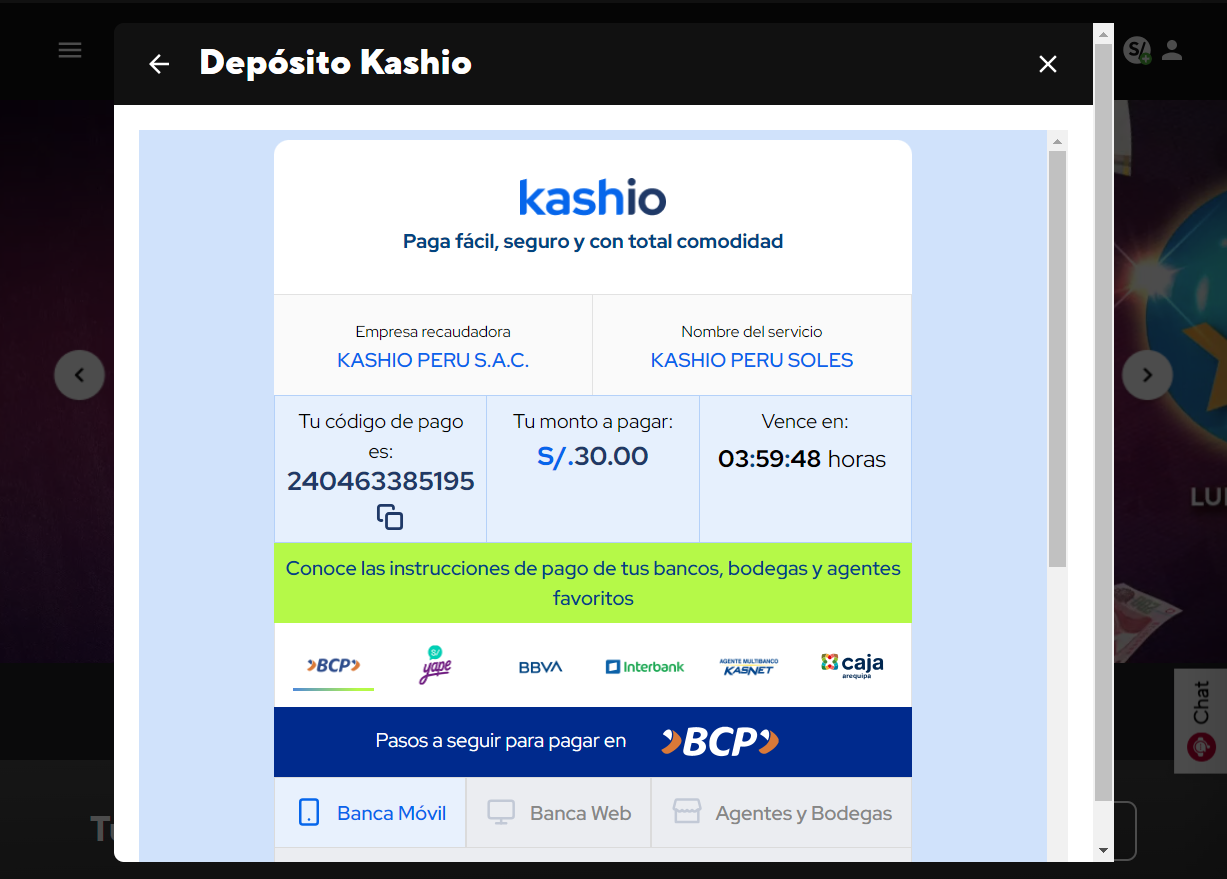 Depósito Kashio
S/
kashio
Paga fácil, seguro y con total comodidad
Empresa recaudadora
KASHIO PERU S.A.C.
Nombre del servicio
KASHIO PERU SOLES
Tu código de pago
es:
240463385195
Tu monto a pagar:
S/.30.00
Vence en:
03:59:48 horas
Conoce las instrucciones de pago de tus bancos, bodegas y agentes
favoritos
BCP
S/
yape
BBVA
Interbank
AGENTE MULTIBANCO
KASNET
caja
arequipa
Pasos a seguir para pagar en
BCP
Banca Móvil
Banca Web
Agentes y Bodegas
Chat